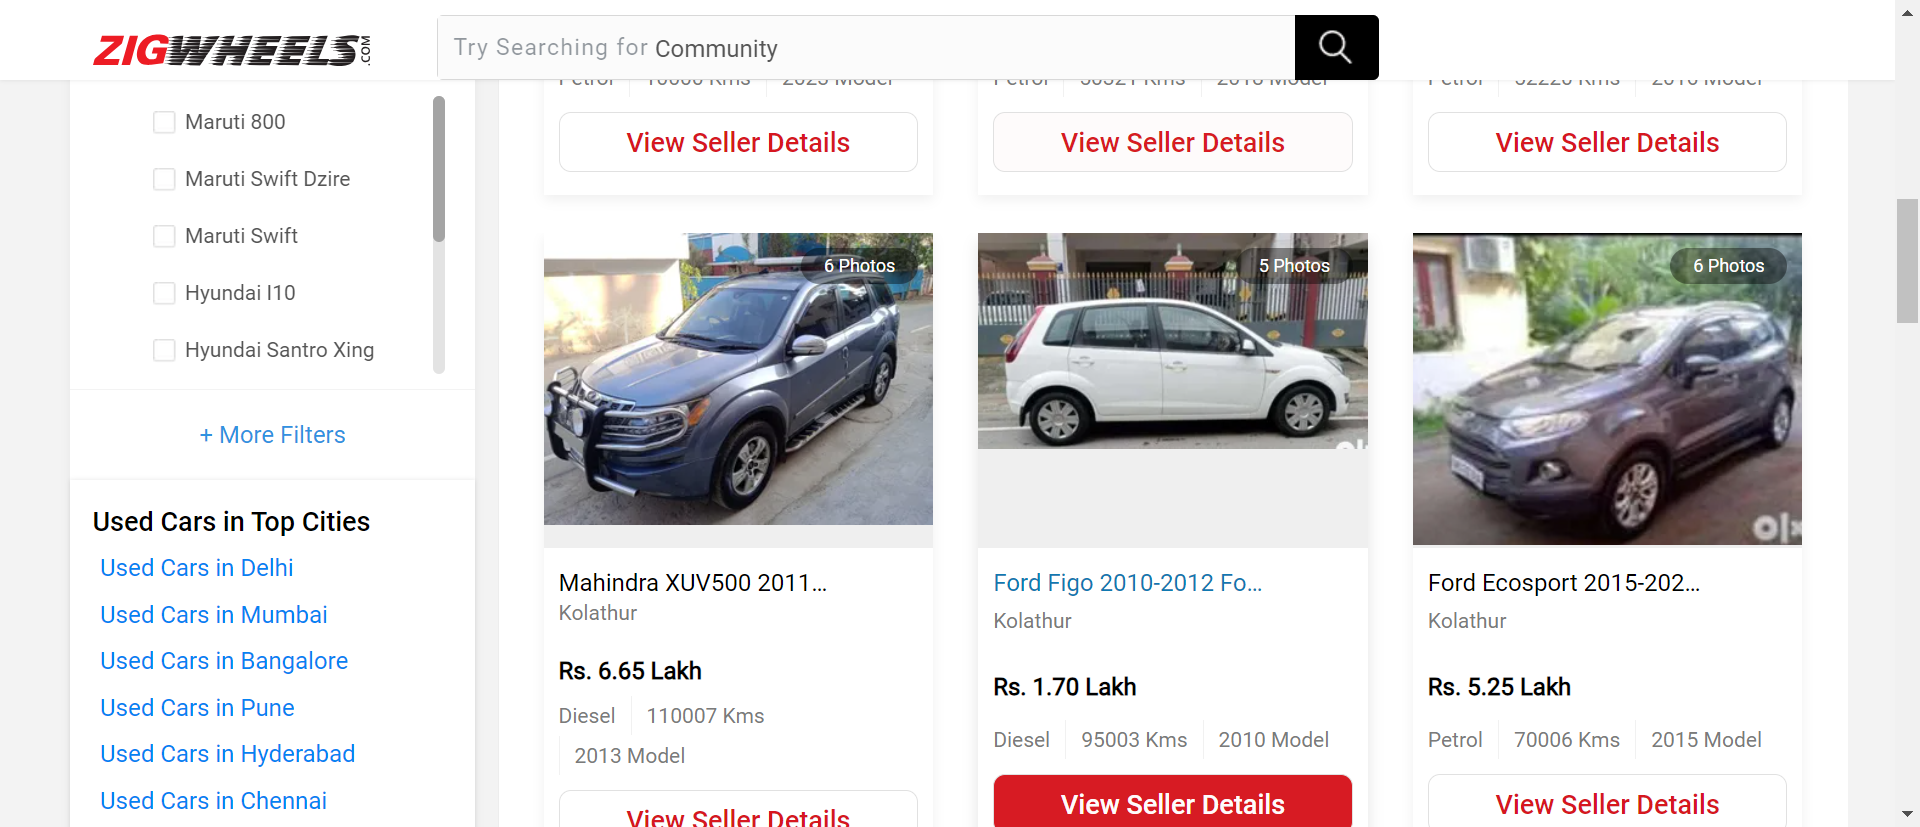 ZIGWHEELS.COM
Try Searching for Community
Petrol
2023 Model
Petrol
Petrol
View Seller Details
View Seller Details
View Seller Details
Maruti 800
Maruti Swift Dzire
Maruti Swift
Hyundai I10
Hyundai Santro Xing
+ More Filters
Used Cars in Top Cities
Used Cars in Delhi
Used Cars in Mumbai
Used Cars in Bangalore
Used Cars in Pune
Used Cars in Hyderabad
Used Cars in Chennai
6 Photos
Mahindra XUV500 2011...
Kolathur
Rs. 6.65 Lakh
Diesel
110007 Kms
2013 Model
View Seller Details
5 Photos
Ford Figo 2010-2012 Fo...
Kolathur
Rs. 1.70 Lakh
Diesel
95003 Kms
2010 Model
View Seller Details
6 Photos
olx
Ford Ecosport 2015-202...
Kolathur
Rs. 5.25 Lakh
Petrol
70006 Kms
2015 Model
View Seller Details